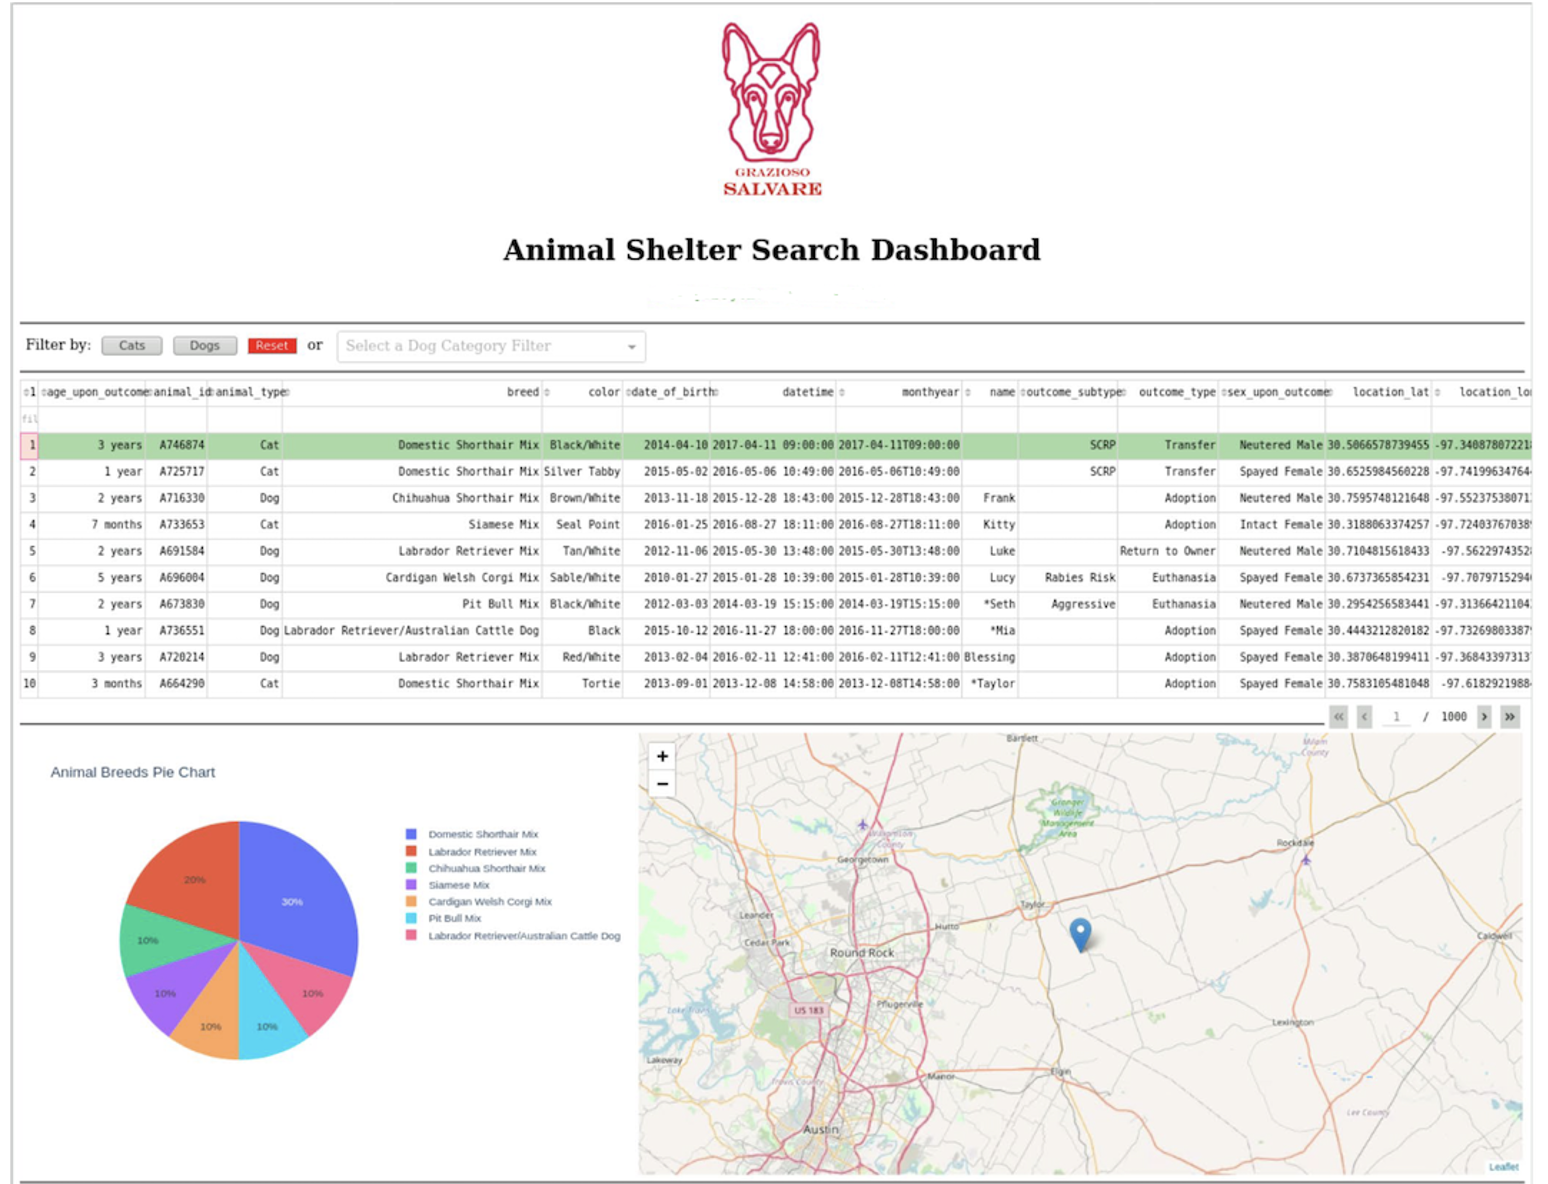 GRAZIOSO
SALVARE
Animal Shelter Search Dashboard
Filter by: Cats Dogs Reset or Select a Dog Category Filter
1 age_upon_outcome animal_id animal_type breed color date_of_birth datetime monthyear name outcome_subtype outcome_type sex_upon_outcome location_lat location_lo
fil
1 3 years A746874 Cat Domestic Shorthair Mix Black/White 2014-04-10 2017-04-11 09:00:00 2017-04-11T09:00:00 SCRP Transfer Neutered Male 30.5066578739455 -97.34087807221
2 1 year A725717 Cat Domestic Shorthair Mix Silver Tabby 2015-05-02 2016-05-06 10:49:00 2016-05-06T10:49:00 SCRP Transfer Spayed Female 30.6525984560228 -97.74199634764
3 2 years A716330 Dog Chihuahua Shorthair Mix Brown/White 2013-11-18 2015-12-28 18:43:00 2015-12-28T18:43:00 Frank Adoption Neutered Male 30.7595748121648 -97.55237538071
4 7 months A733653 Cat Siamese Mix Seal Point 2016-01-25 2016-08-27 18:11:00 2016-08-27T18:11:00 Kitty Adoption Intact Female 30.3188063374257 -97.72403767038
5 2 years A691584 Dog Labrador Retriever Mix Tan/White 2012-11-06 2015-05-30 13:48:00 2015-05-30T13:48:00 Luke Return to Owner Neutered Male 30.7104815618433 -97.5622974352
6 5 years A696004 Dog Cardigan Welsh Corgi Mix Sable/White 2010-01-27 2015-01-28 10:39:00 2015-01-28T10:39:00 Lucy Rabies Risk Euthanasia Spayed Female 30.6737365854231 -97.7079715294
7 2 years A673830 Dog Pit Bull Mix Black/White 2012-03-03 2014-03-19 15:15:00 2014-03-19T15:15:00 *Seth Aggressive Euthanasia Neutered Male 30.2954256583441 -97.31366421104
8 1 year A736551 Dog Labrador Retriever/Australian Cattle Dog Black 2015-10-12 2016-11-27 18:00:00 2016-11-27T18:00:00 *Mia Adoption Spayed Female 30.4443212820182 -97.73269803387
9 3 years A720214 Dog Labrador Retriever Mix Red/White 2013-02-04 2016-02-11 12:41:00 2016-02-11T12:41:00 Blessing Adoption Spayed Female 30.3870648199411 -97.36843397313
10 3 months A664290 Cat Domestic Shorthair Mix Tortie 2013-09-01 2013-12-08 14:58:00 2013-12-08T14:58:00 *Taylor Adoption Spayed Female 30.7583105481048 -97.6182921988
« ‹ 1 / 1000 › »
Animal Breeds Pie Chart
30%
20%
10%
10%
10%
10%
10%
Domestic Shorthair Mix
Labrador Retriever Mix
Chihuahua Shorthair Mix
Siamese Mix
Cardigan Welsh Corgi Mix
Pit Bull Mix
Labrador Retriever/Australian Cattle Dog
+
−
Bartlett
Milam
County
Granger
Wildlife
Management
Area
Williamson
County
Georgetown
Rockdale
Taylor
Leander
Hutto
Cedar Park
Round Rock
Caldwell
Pflugerville
US 183
Lexington
Lakeway
Manor
Elgin
Travis County
Lee County
Austin
Leaflet